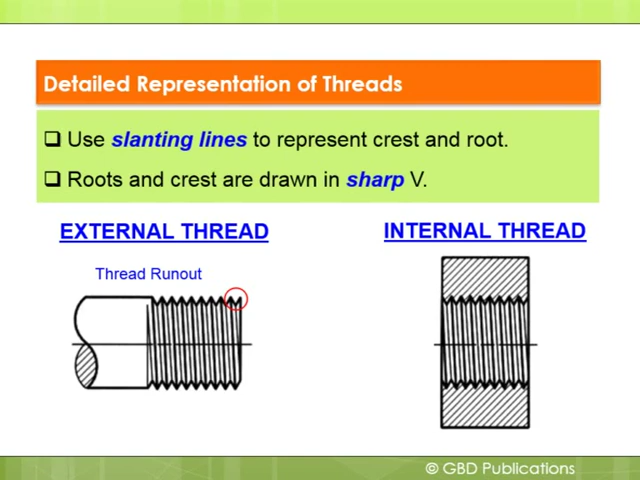 Detailed Representation of Threads
Use slanting lines to represent crest and root.
Roots and crest are drawn in sharp V.
EXTERNAL THREAD
INTERNAL THREAD
Thread Runout
© GBD Publications